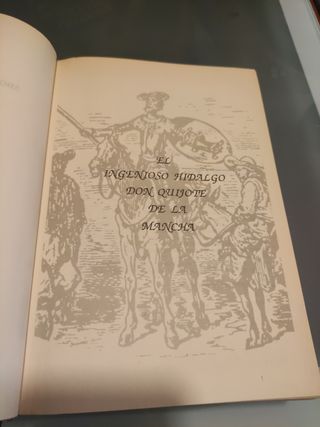 EL
INGENIOSO HIDALGO
DON QUIJOTE
DE LA
MANCHA